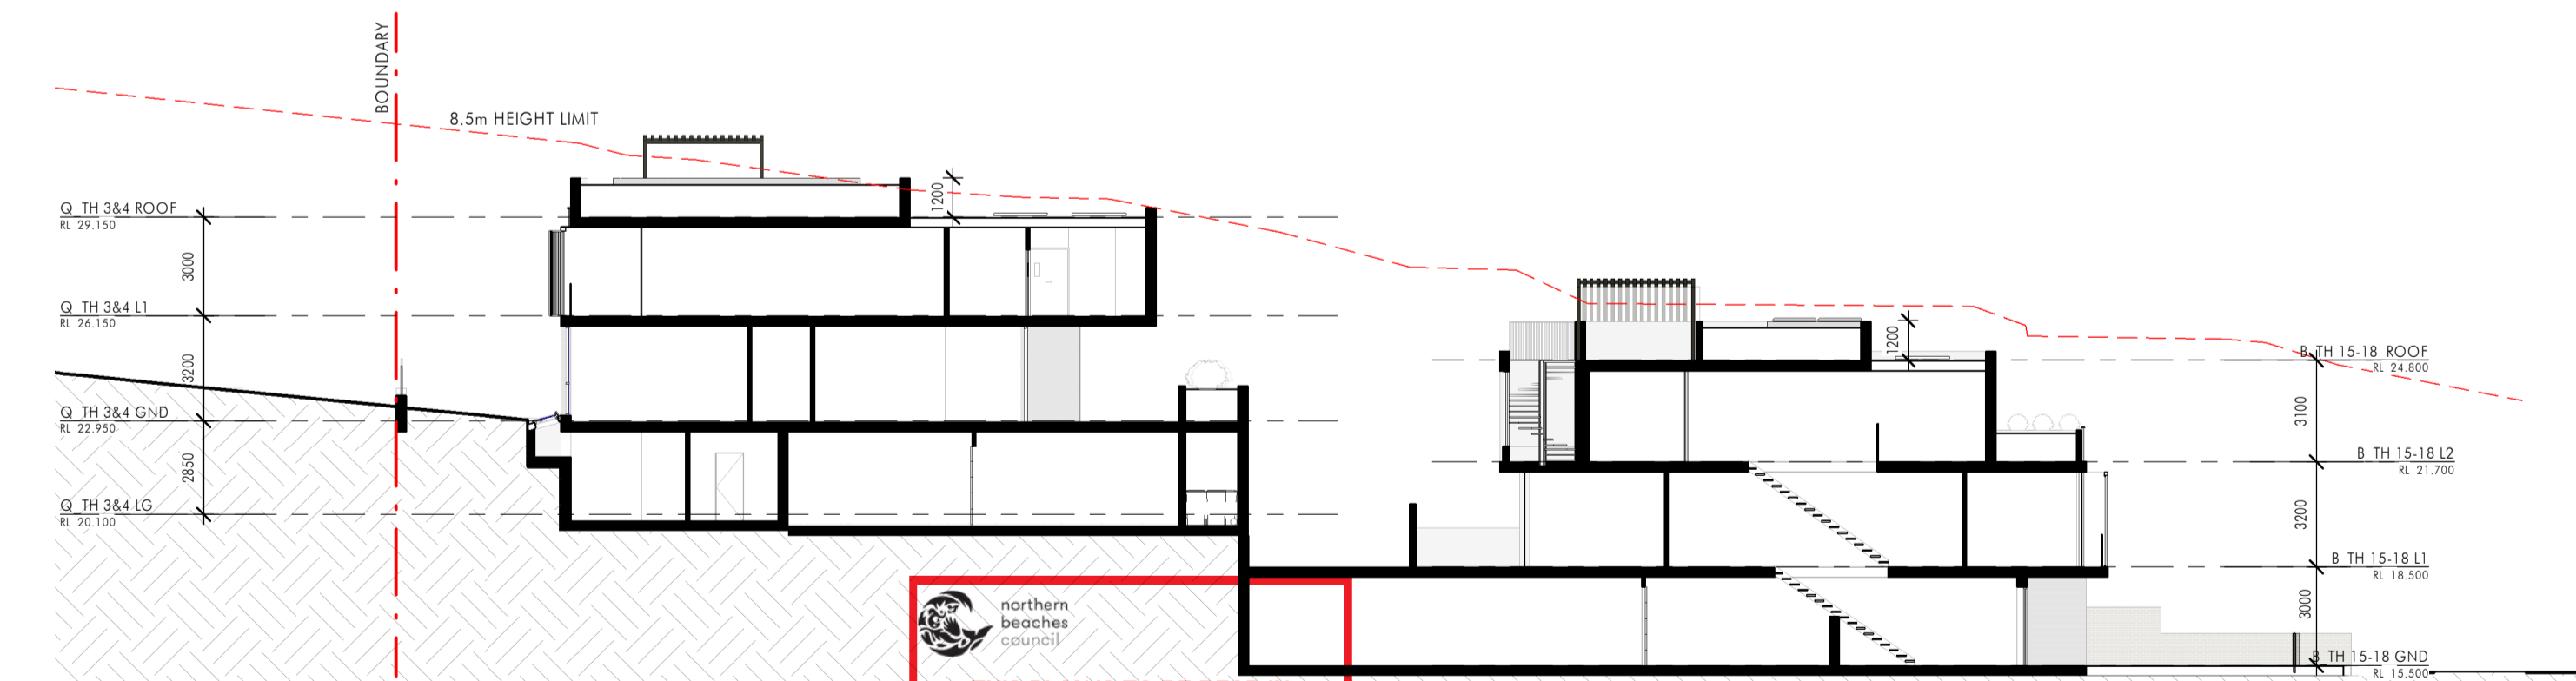 BOUNDARY
8.5m HEIGHT LIMIT
Q TH 3&4 ROOF
RL 29.150
3000
Q TH 3&4 L1
RL 26.150
3200
Q TH 3&4 GND
RL 22.950
2850
Q TH 3&4 LG
RL 20.100
1200
1200
B TH 15-18 ROOF
RL 24.800
3100
B TH 15-18 L2
RL 21.700
3200
B TH 15-18 L1
RL 18.500
3000
B TH 15-18 GND
RL 15.500
northern
beaches
council